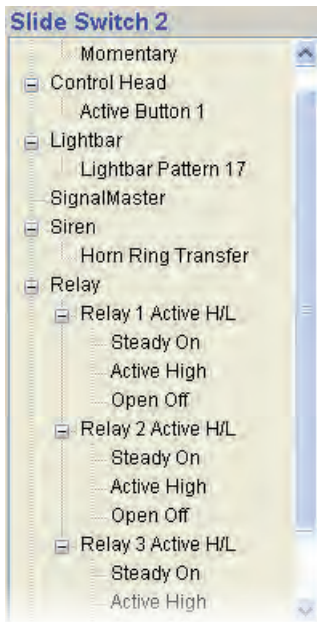 Slide Switch 2
Momentary
Control Head
Active Button 1
Lightbar
Lightbar Pattern 17
SignalMaster
Siren
Horn Ring Transfer
Relay
Relay 1 Active H/L
Steady On
Active High
Open Off
Relay 2 Active H/L
Steady On
Active High
Open Off
Relay 3 Active H/L
Steady On
Active High